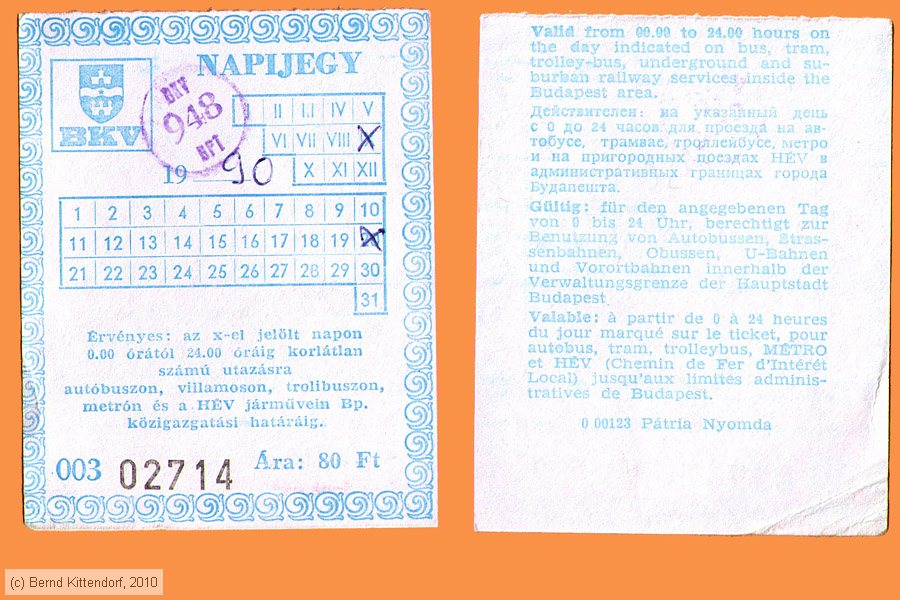 NAPIJEGY
BKV
BKV
948
BPI
II I.I IV V
VI VII VIII X
X XI XII
19 90
1 2 3 4 5 6 7 8 9 10
11 12 13 14 15 16 17 18 19 X
21 22 23 24 25 26 27 28 29 30
31
Érvényes: az x-el jelölt napon
0.00 órától 24.00 óráig korlátlan
számú utazásra
autóbuszon, villamoson, trolibuszon,
metrón és a HÉV járművein Bp.
közigazgatási határáig.
003 02714 Ára: 80 Ft
Valid from 00.00 to 24.00 hours on
the day indicated on bus, tram,
trolley-bus, underground and su-
burban railway services inside the
Budapest area.
Действителен: на указанный день
с 0 до 24 часов для проезда на ав-
тобусе, трамвае, троллейбусе, метро
и на пригородных поездах HÉV в
административных границах города
Будапешта.
Gültig: für den angegebenen Tag
von 0 bis 24 Uhr, berechtigt zur
Benutzung von Autobussen, Stras-
senbahnen, Obussen, U-Bahnen
und Vorortbahnen innerhalb der
Verwaltungsgrenze der Hauptstadt
Budapest
Valable: à partir de 0 à 24 heures
du jour marqué sur le ticket, pour
autobus, tram, trolleybus, MÉTRO
et HÉV (Chemin de Fer d'Intérét
Local) jusqu'aux limites adminis-
tratives de Budapest.
0 00123 Pátria Nyomda
(c) Bernd Kittendorf, 2010